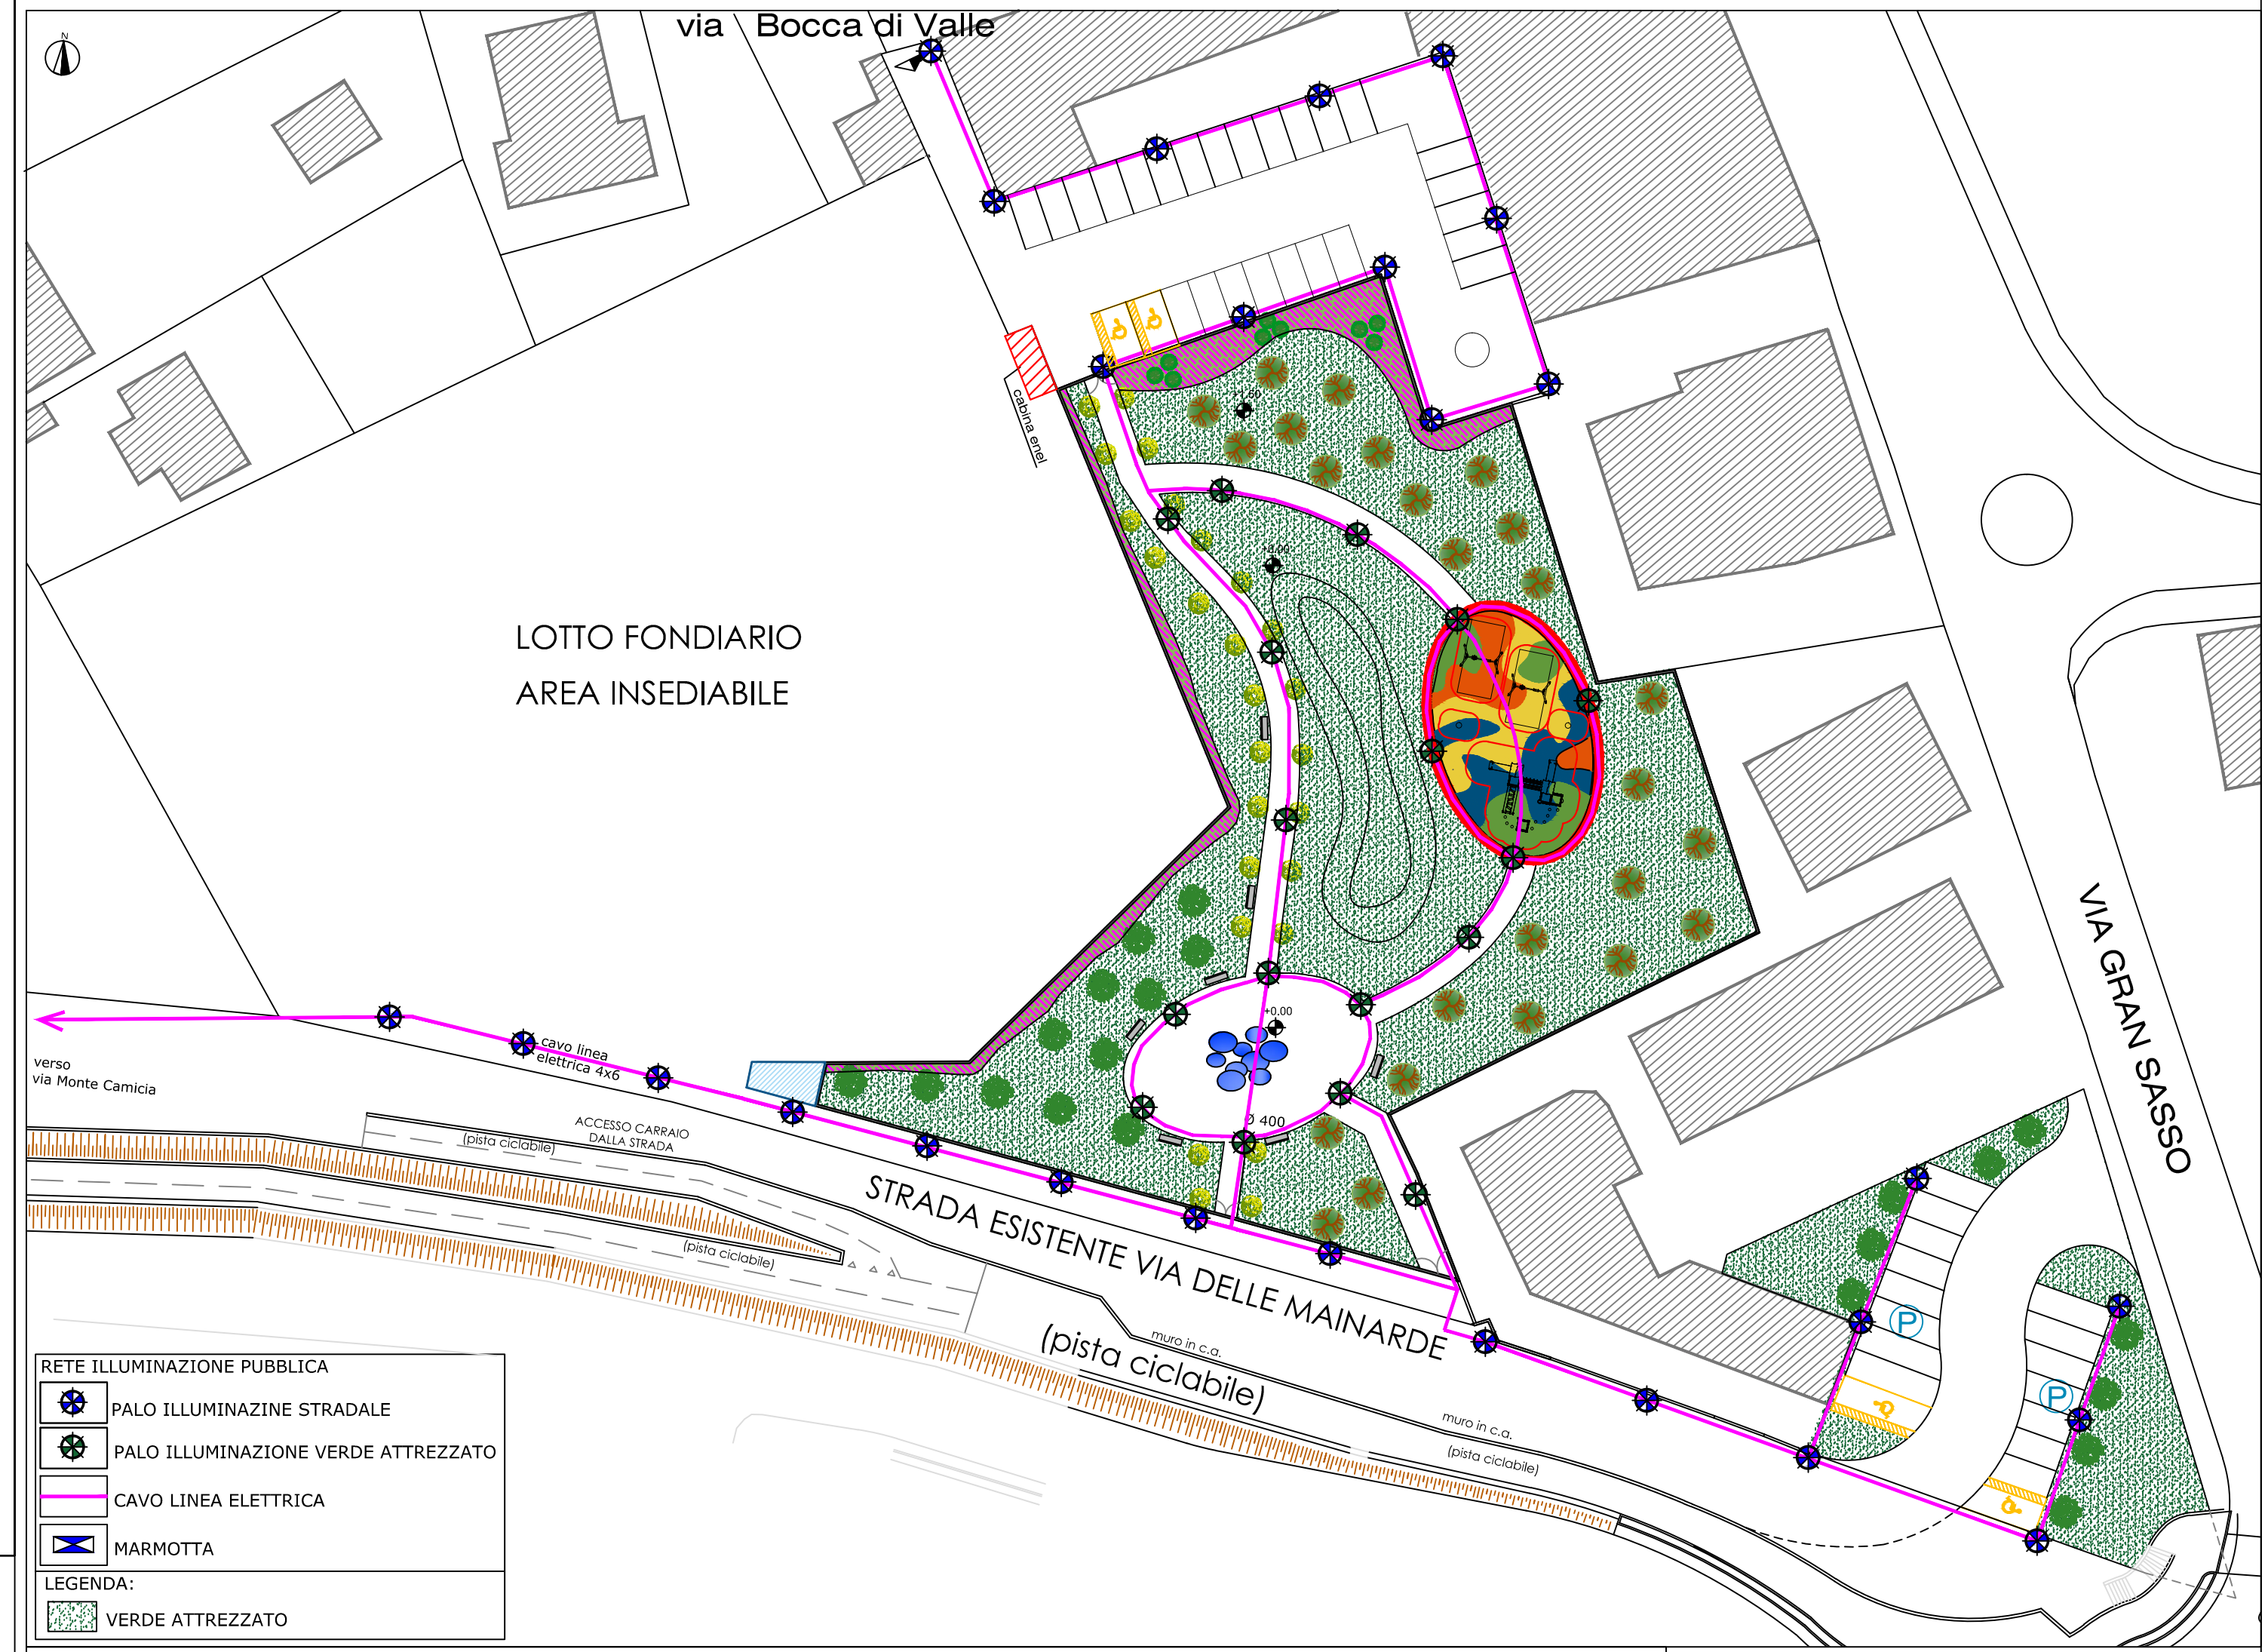 N
via Bocca di Valle
cabina enel
.50
+3.00
LOTTO FONDIARIO
AREA INSEDIABILE
+0.00
Ø 400
VIA GRAN SASSO
cavo linea
elettrica 4x6
verso
via Monte Camicia
ACCESSO CARRAIO
DALLA STRADA
(pista ciclabile)
(pista ciclabile)
STRADA ESISTENTE VIA DELLE MAINARDE
(pista ciclabile)
muro in c.a.
muro in c.a.
(pista ciclabile)
P
P
RETE ILLUMINAZIONE PUBBLICA
PALO ILLUMINAZINE STRADALE
PALO ILLUMINAZIONE VERDE ATTREZZATO
CAVO LINEA ELETTRICA
MARMOTTA
LEGENDA:
VERDE ATTREZZATO